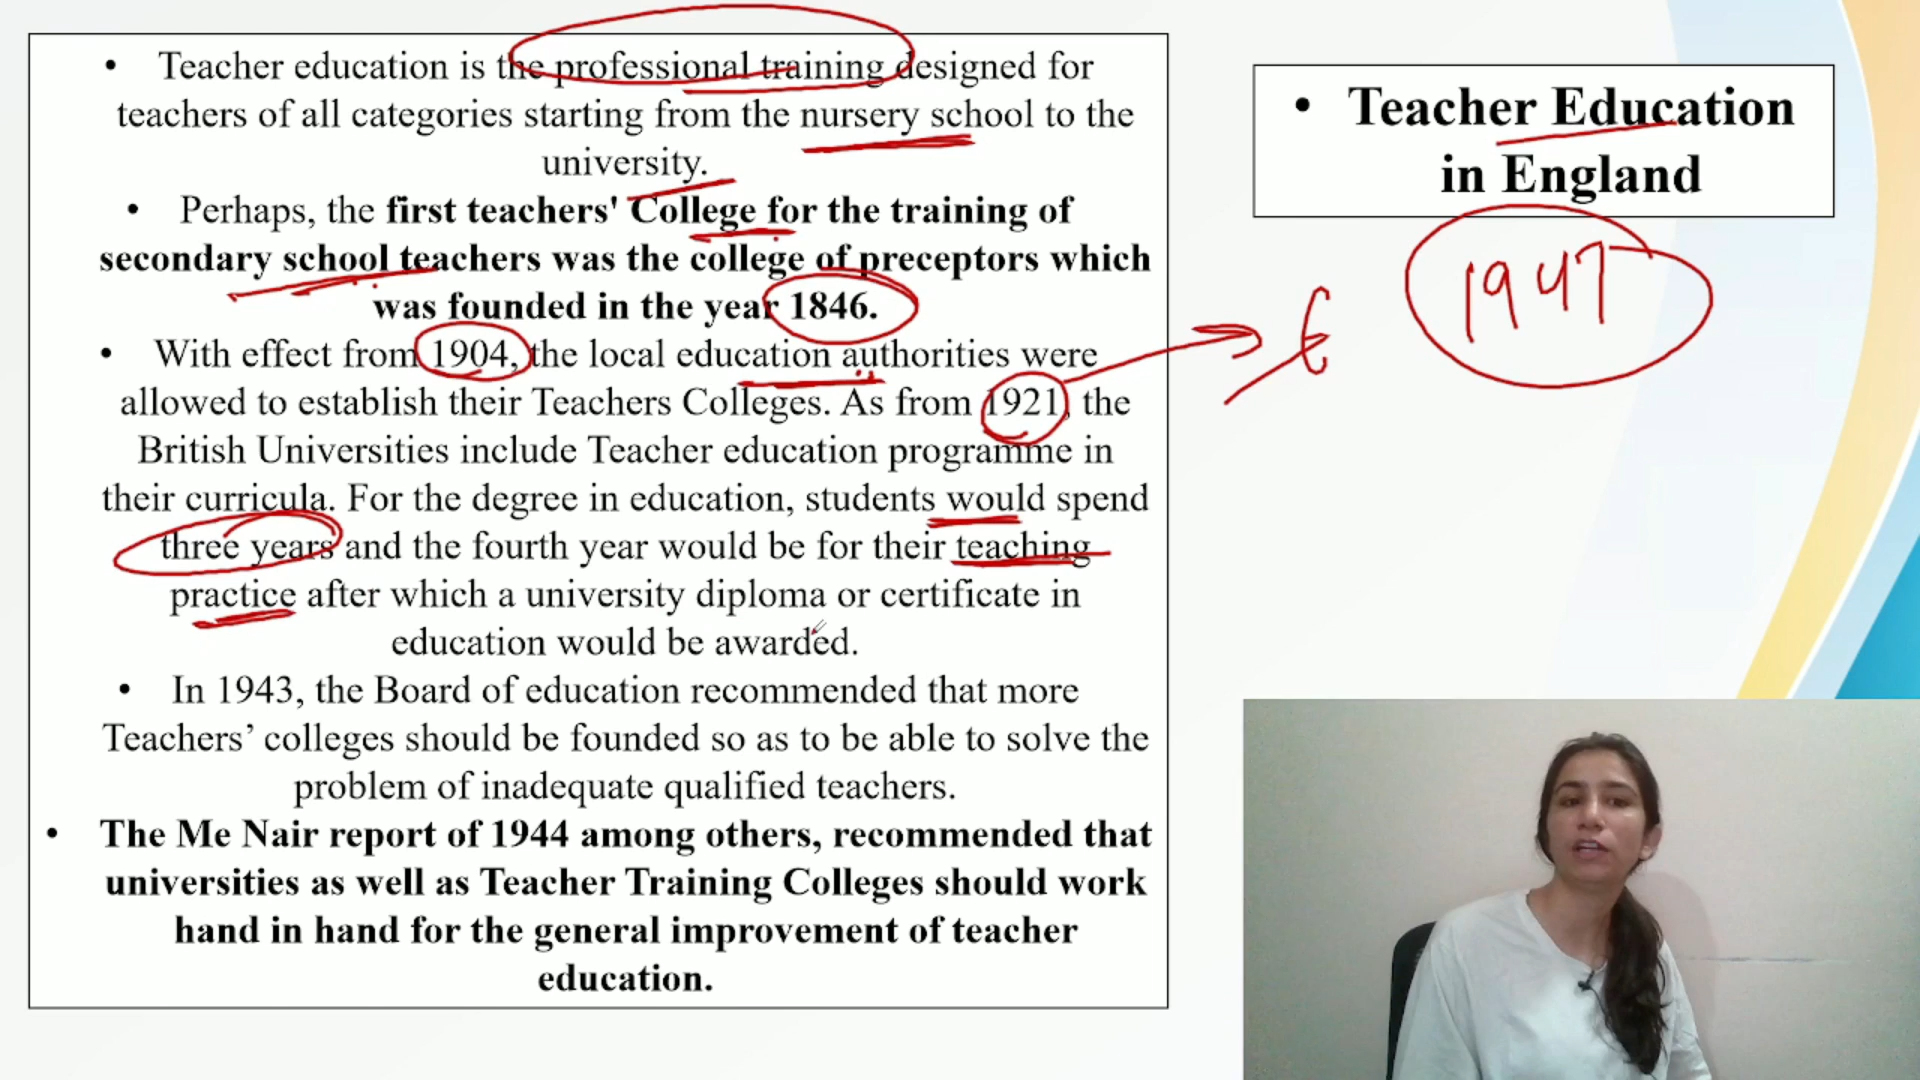 • Teacher education is the professional training designed for
teachers of all categories starting from the nursery school to the
university.
• Perhaps, the first teachers' College for the training of
secondary school teachers was the college of preceptors which
was founded in the year 1846.
• With effect from 1904, the local education authorities were
allowed to establish their Teachers Colleges. As from 1921, the
British Universities include Teacher education programme in
their curricula. For the degree in education, students would spend
three years and the fourth year would be for their teaching
practice after which a university diploma or certificate in
education would be awarded.
• In 1943, the Board of education recommended that more
Teachers’ colleges should be founded so as to be able to solve the
problem of inadequate qualified teachers.
• The Me Nair report of 1944 among others, recommended that
universities as well as Teacher Training Colleges should work
hand in hand for the general improvement of teacher
education.
• Teacher Education
in England
1947